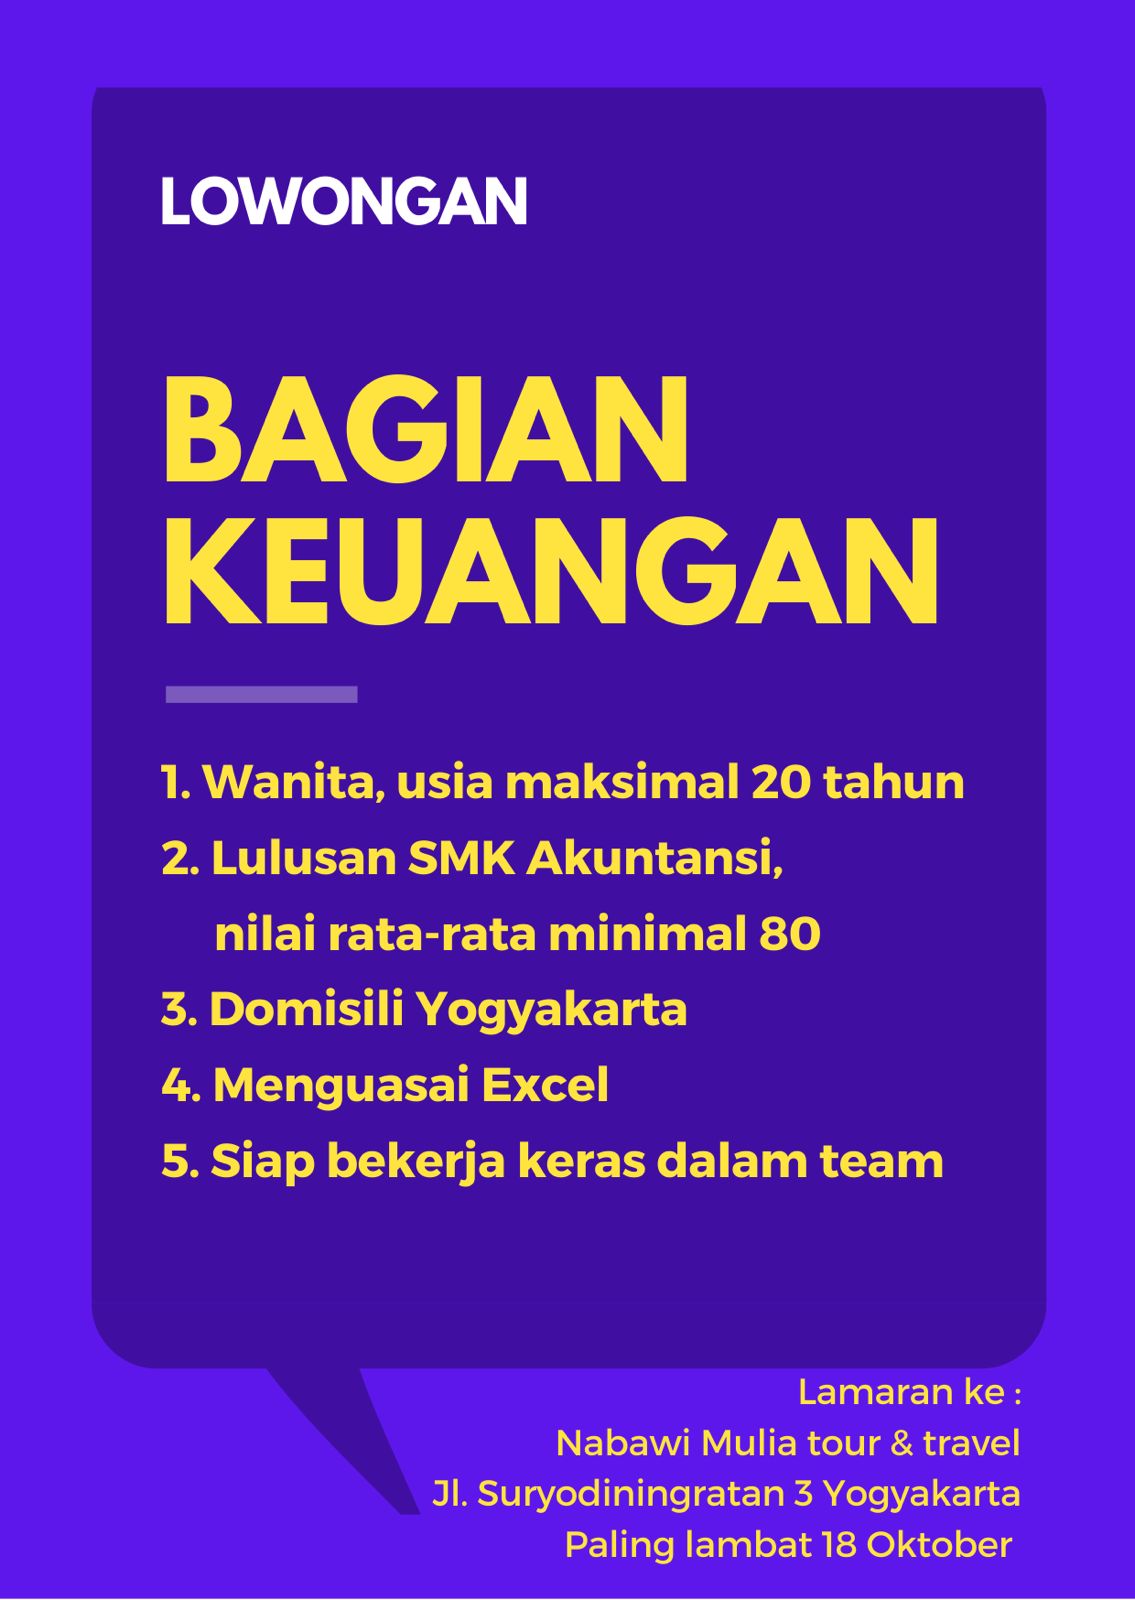 LOWONGAN
BAGIAN
KEUANGAN
1. Wanita, usia maksimal 20 tahun
2. Lulusan SMK Akuntansi,
nilai rata-rata minimal 80
3. Domisili Yogyakarta
4. Menguasai Excel
5. Siap bekerja keras dalam team
Lamaran ke :
Nabawi Mulia tour & travel
Jl. Suryodiningratan 3 Yogyakarta
Paling lambat 18 Oktober